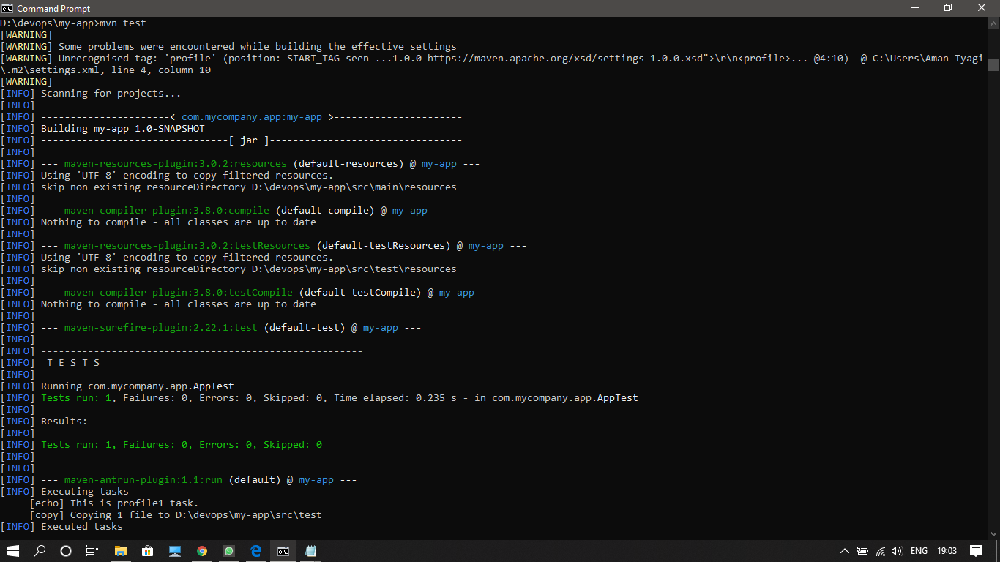 Command Prompt
D:\devops\my-app>mvn test
[WARNING]
[WARNING] Some problems were encountered while building the effective settings
[WARNING] Unrecognised tag: 'profile' (position: START_TAG seen ...1.0.0 https://maven.apache.org/xsd/settings-1.0.0.xsd">\r\n<profile>... @4:10)  @ C:\Users\Aman-Tyagi
\.m2\settings.xml, line 4, column 10
[WARNING]
[INFO] Scanning for projects...
[INFO]
[INFO] ----------------------< com.mycompany.app:my-app >----------------------
[INFO] Building my-app 1.0-SNAPSHOT
[INFO] --------------------------------[ jar ]---------------------------------
[INFO]
[INFO] --- maven-resources-plugin:3.0.2:resources (default-resources) @ my-app ---
[INFO] Using 'UTF-8' encoding to copy filtered resources.
[INFO] skip non existing resourceDirectory D:\devops\my-app\src\main\resources
[INFO]
[INFO] --- maven-compiler-plugin:3.8.0:compile (default-compile) @ my-app ---
[INFO] Nothing to compile - all classes are up to date
[INFO]
[INFO] --- maven-resources-plugin:3.0.2:testResources (default-testResources) @ my-app ---
[INFO] Using 'UTF-8' encoding to copy filtered resources.
[INFO] skip non existing resourceDirectory D:\devops\my-app\src\test\resources
[INFO]
[INFO] --- maven-compiler-plugin:3.8.0:testCompile (default-testCompile) @ my-app ---
[INFO] Nothing to compile - all classes are up to date
[INFO]
[INFO] --- maven-surefire-plugin:2.22.1:test (default-test) @ my-app ---
[INFO]
[INFO] -------------------------------------------------------
[INFO]  T E S T S
[INFO] -------------------------------------------------------
[INFO] Running com.mycompany.app.AppTest
[INFO] Tests run: 1, Failures: 0, Errors: 0, Skipped: 0, Time elapsed: 0.235 s - in com.mycompany.app.AppTest
[INFO]
[INFO] Results:
[INFO]
[INFO] Tests run: 1, Failures: 0, Errors: 0, Skipped: 0
[INFO]
[INFO]
[INFO] --- maven-antrun-plugin:1.1:run (default) @ my-app ---
[INFO] Executing tasks
     [echo] This is profile1 task.
     [copy] Copying 1 file to D:\devops\my-app\src\test
[INFO] Executed tasks
ENG 19:03